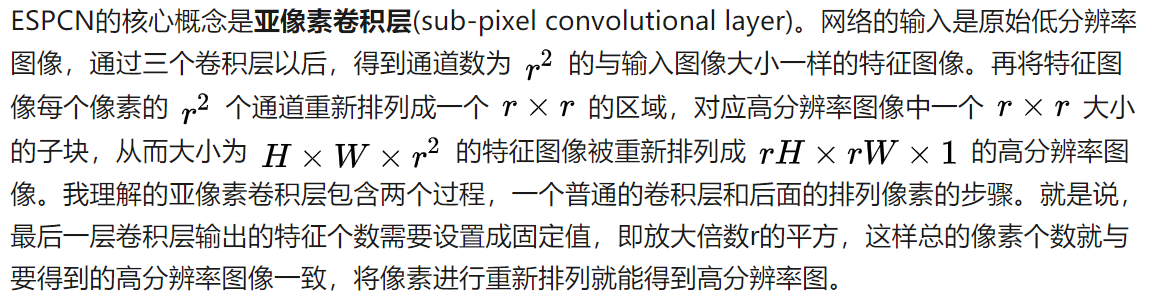 ESPCN的核心概念是亚像素卷积层(sub-pixel convolutional layer)。网络的输入是原始低分辨率
图像，通过三个卷积层以后，得到通道数为 r² 的与输入图像大小一样的特征图像。再将特征图
像每个像素的 r² 个通道重新排列成一个 r × r 的区域，对应高分辨率图像中一个 r × r 大小
的子块，从而大小为 H × W × r² 的特征图像被重新排列成 rH × rW × 1 的高分辨率图
像。我理解的亚像素卷积层包含两个过程，一个普通的卷积层和后面的排列像素的步骤。就是说，
最后一层卷积层输出的特征个数需要设置成固定值，即放大倍数r的平方，这样总的像素个数就与
要得到的高分辨率图像一致，将像素进行重新排列就能得到高分辨率图。